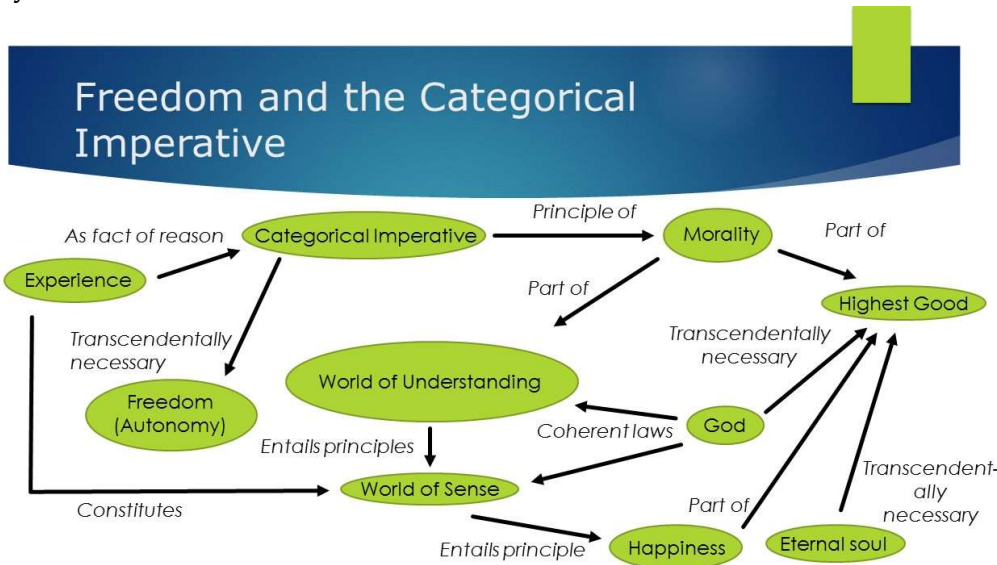 Freedom and the Categorical
Imperative
Principle of
As fact of reason
Categorical Imperative
Morality
Part of
Experience
Part of
Highest Good
Transcendentally
necessary
Transcendentally
necessary
World of Understanding
Freedom
(Autonomy)
God
Coherent laws
Entails principles
World of Sense
Transcendent-
ally
necessary
Constitutes
Part of
Entails principle
Happiness
Eternal soul